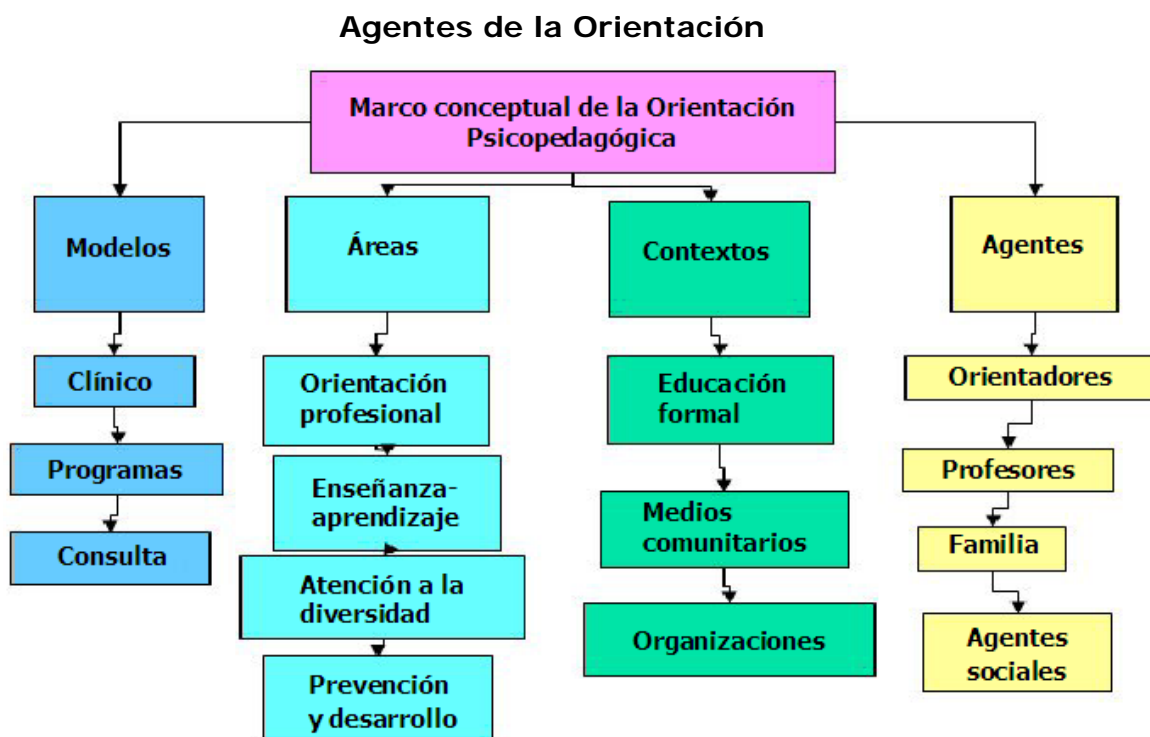 Agentes de la Orientación
Marco conceptual de la Orientación
Psicopedagógica
Modelos
Áreas
Contextos
Agentes
Clínico
Programas
Consulta
Orientación
profesional
Enseñanza-
aprendizaje
Atención a la
diversidad
Prevención
y desarrollo
Educación
formal
Medios
comunitarios
Organizaciones
Orientadores
Profesores
Familia
Agentes
sociales